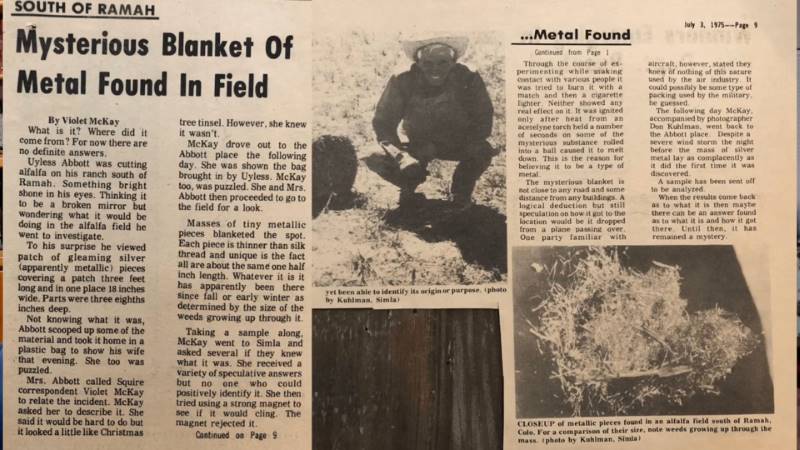 SOUTH OF RAMAH
Mysterious Blanket Of
Metal Found In Field
By Violet McKay
What is it? Where did it
come from? For now there are
no definite answers.
Uyless Abbott was cutting
alfalfa on his ranch south of
Ramah. Something bright
shone in his eyes. Thinking it
to be a broken mirror but
wondering what it would be
doing in the alfalfa field he
went to investigate.
To his surprise he viewed
patch of gleaming silver
(apparently metallic) pieces
covering a patch three feet
long and in one place 18 inches
wide. Parts were three eighths
inches deep.
Not knowing what it was,
Abbott scooped up some of the
material and took it home in a
plastic bag to show his wife
that evening. She too was
puzzled.
Mrs. Abbott called Squire
correspondent Violet McKay
to relate the incident. McKay
asked her to describe it. She
said it would be hard to do but
it looked a little like Christmas
tree tinsel. However, she knew
it wasn't.
McKay drove out to the
Abbott place the following
day. She was shown the bag
brought in by Uyless. McKay
too, was puzzled. She and Mrs.
Abbott then proceeded to go to
the field for a look.
Masses of tiny metallic
pieces blanketed the spot.
Each piece is thinner than silk
thread and unique is the fact
all are about the same one half
inch length. Whatever it is it
has apparently been there
since fall or early winter as
determined by the size of the
weeds growing up through it.
Taking a sample along,
McKay went to Simla and
asked several if they knew
what it was. She received a
variety of speculative answers
but no one who could
positively identify it. She then
tried using a strong magnet to
see if it would cling. The
magnet rejected it.
Continued on Page 9
yet been able to identify its origin or purpose. (photo
by Kuhlman, Simla)
July 3, 1975--Page 9
...Metal Found
Continued from Page 1
Through the course of ex-
perimenting while making
contact with various people it
was tried to burn it with a
match and then a cigarette
lighter. Neither showed any
real effect on it. It was ignited
only after heat from an
acetelyne torch held a number
of seconds on some of the
mysterious substance rolled
into a ball caused it to melt
down. This is the reason for
believing it to be a type of
metal.
The mysterious blanket is
not close to any road and some
distance from any buildings. A
logical deduction but still
speculation on how it got to the
location would be it dropped
from a plane passing over.
One party familiar with
aircraft, however, stated they
knew of nothing of this nature
used by the air industry. It
could possibly be some type of
packing used by the military,
he guessed.
The following day McKay,
accompanied by photographer
Don Kuhlman, went back to
the Abbott place. Despite a
severe wind storm the night
before the mass of silver
metal lay as complacently as
it did the first time it was
discovered.
A sample has been sent off
to be analyzed.
When the results come back
as to what it is then maybe
there can be an answer found
as to what it is and how it got
there. Until then, it has
remained a mystery.
CLOSEUP of metallic pieces found in an alfalfa field south of Ramah,
Colo. For a comparison of their size, note weeds growing up through the
mass. (photo by Kuhlman, Simla)